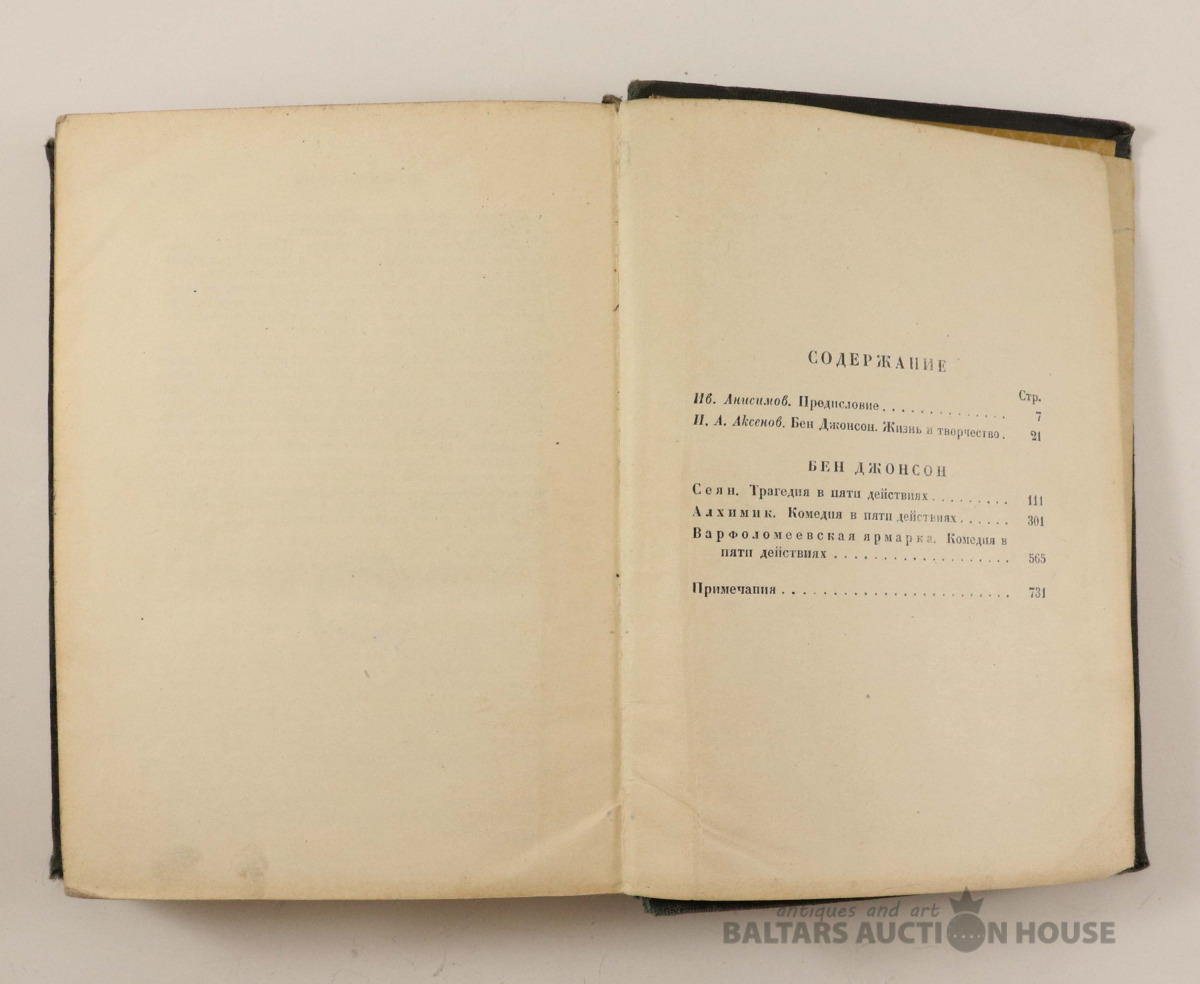 СОДЕРЖАНИЕ
Стр.
Ив. Анисимов. Предисловие . . . . . . . . . . . . . . 7
И. А. Аксенов. Бен Джонсон. Жизнь и творчество . 21
БЕН ДЖОНСОН
Сеян. Трагедия в пяти действиях . . . . . . . . . 111
Алхимик. Комедия в пяти действиях . . . . . . 301
Варфоломеевская ярмарка. Комедия в
пяти действиях . . . . . . . . . . . . . . . . . . . . 565
Примечания . . . . . . . . . . . . . . . . . . . . . . . . 731
antiques and art
BALTARS AUCTION HOUSE